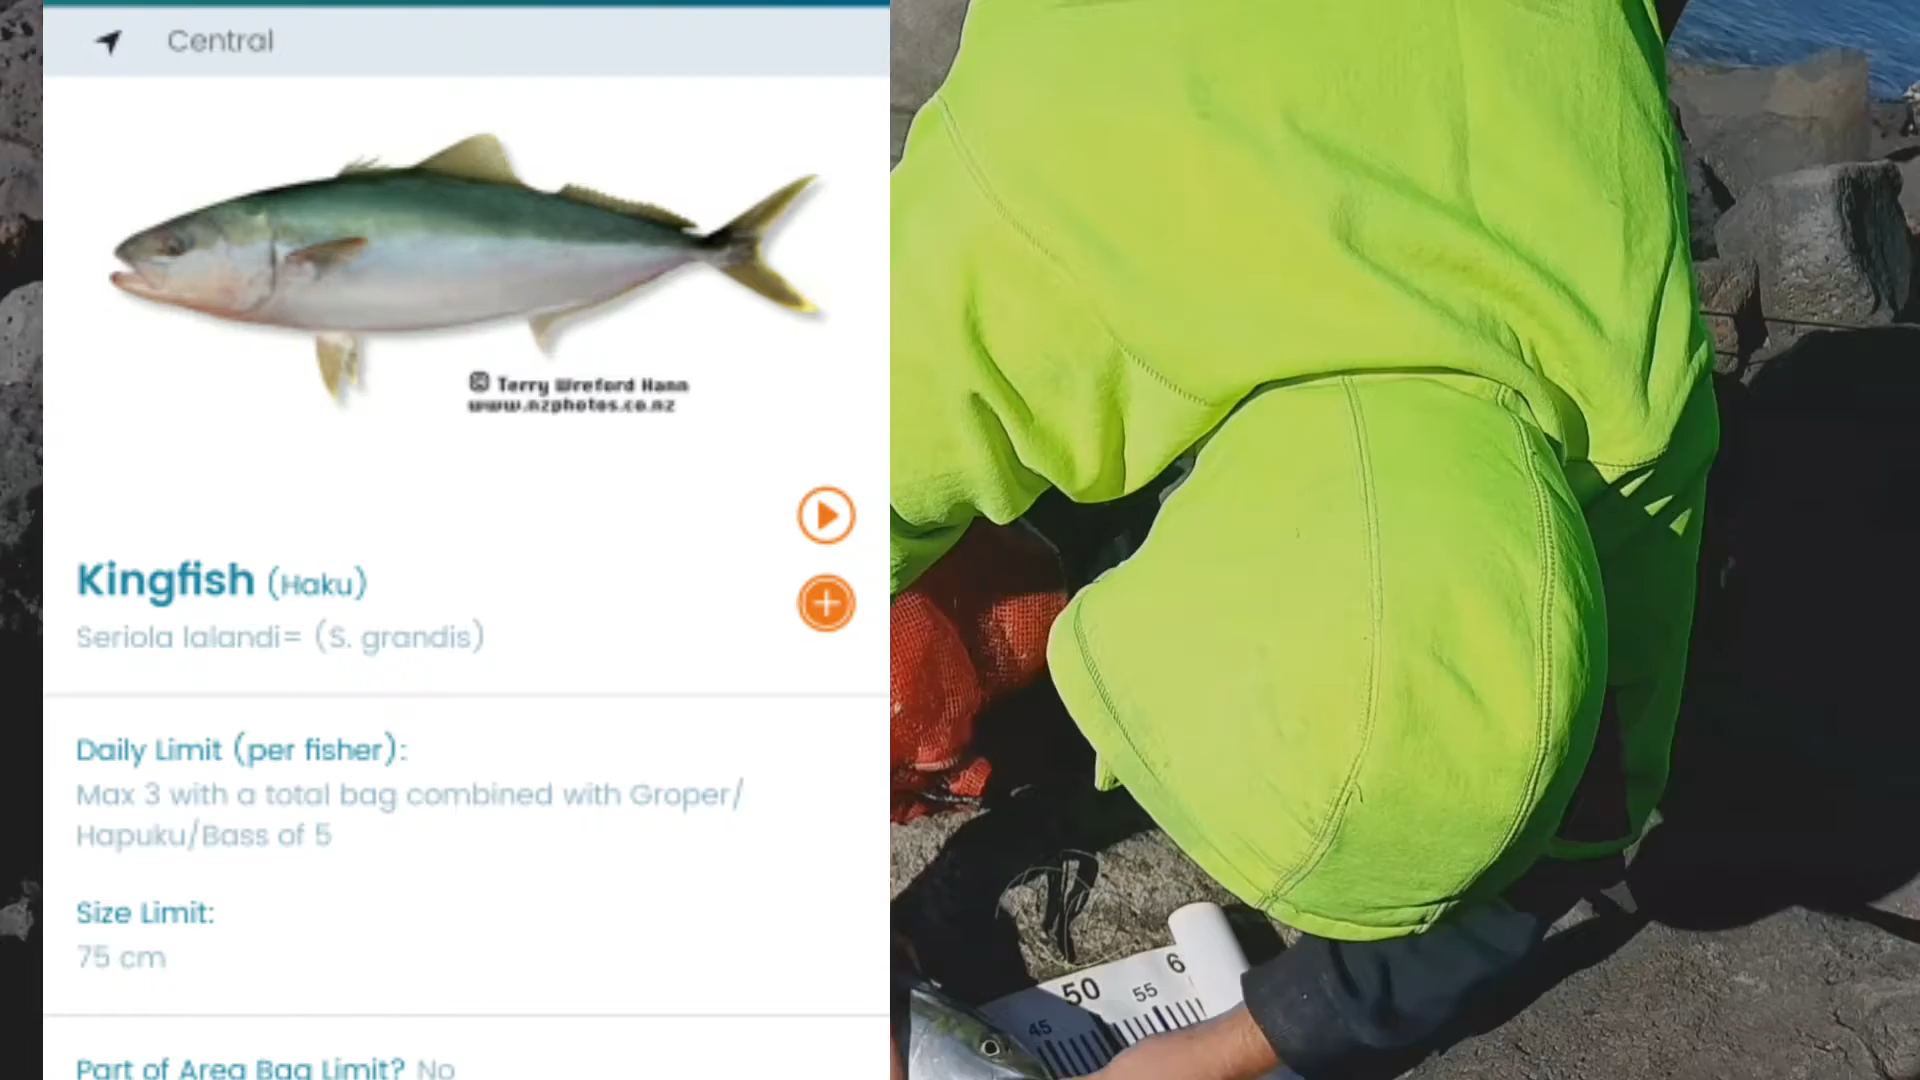 Central
© Terry Wreford Hann
www.nzphotos.co.nz
Kingfish (Haku)
Seriola lalandi= (S. grandis)
Daily Limit (per fisher):
Max 3 with a total bag combined with Groper/
Hapuku/Bass of 5
Size Limit:
75 cm
Part of Area Bag Limit? No
45
50
55
6